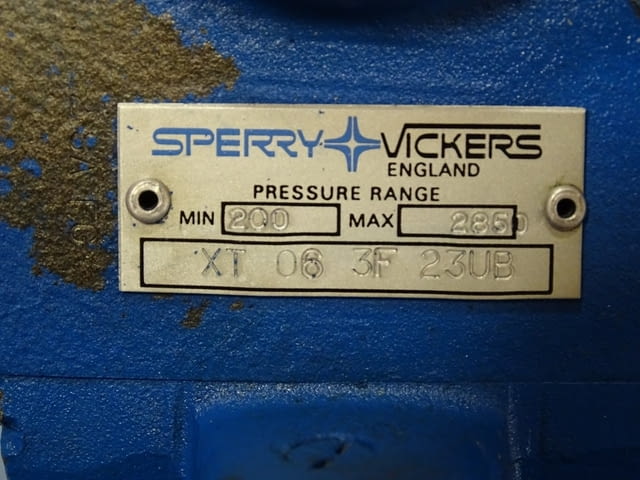 SPERRY VICKERS
ENGLAND
PRESSURE RANGE
MIN 200 MAX 2850
XT 06 3F 23UB